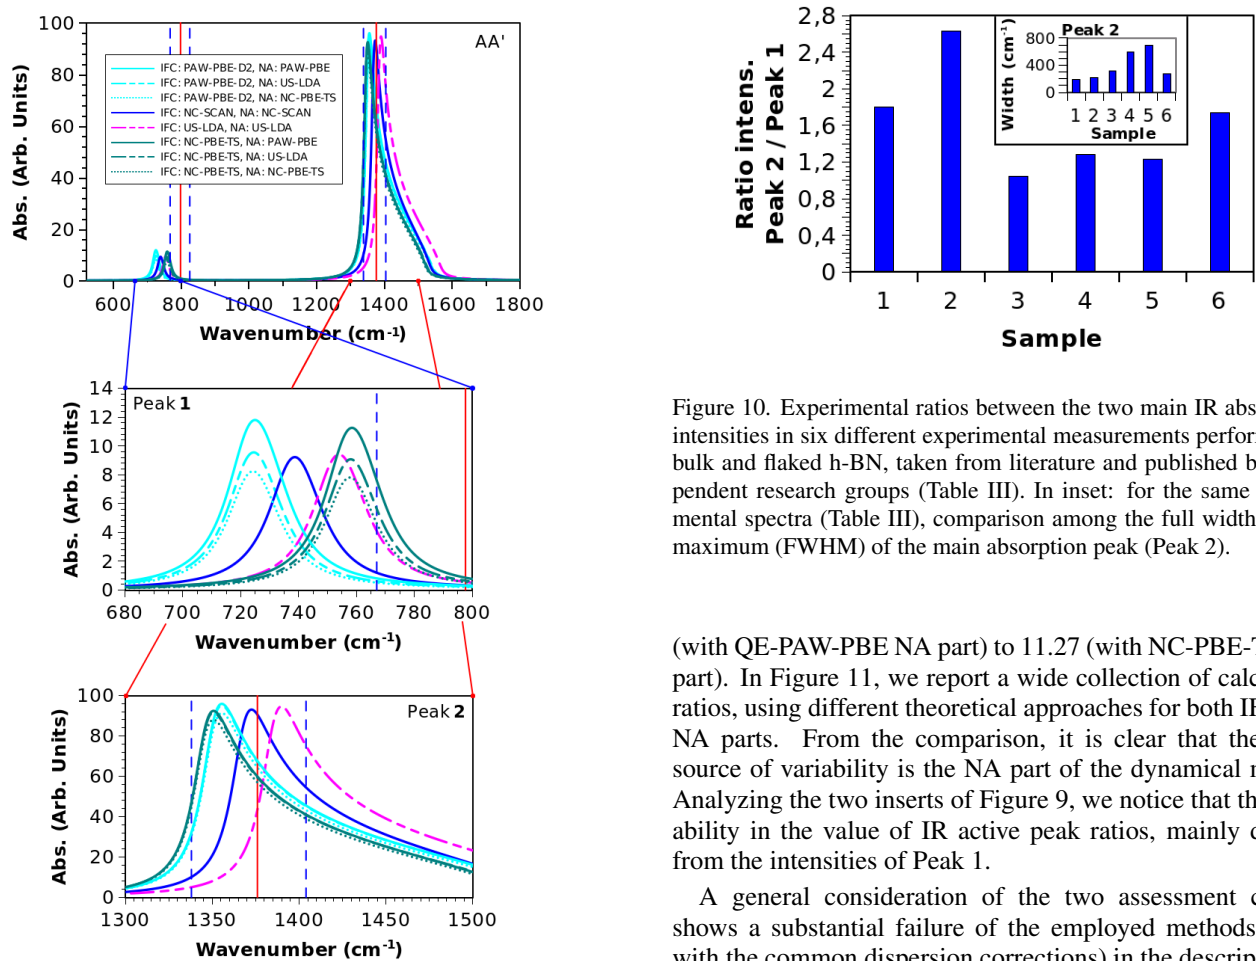 100
80
60
40
20
0
Abs. (Arb. Units)
AA'
IFC: PAW-PBE-D2, NA: PAW-PBE
IFC: PAW-PBE-D2, NA: US-LDA
IFC: PAW-PBE-D2, NA: NC-PBE-TS
IFC: NC-SCAN, NA: NC-SCAN
IFC: US-LDA, NA: US-LDA
IFC: NC-PBE-TS, NA: PAW-PBE
IFC: NC-PBE-TS, NA: US-LDA
IFC: NC-PBE-TS, NA: NC-PBE-TS
600 800 1000 1200 1400 1600 1800
Wavenumber (cm-1)
14
12
10
8
6
4
2
0
Abs. (Arb. Units)
Peak 1
680 700 720 740 760 780 800
Wavenumber (cm-1)
100
80
60
40
20
0
Abs. (Arb. Units)
Peak 2
1300 1350 1400 1450 1500
Wavenumber (cm-1)
2,8
2,4
2
1,6
1,2
0,8
0,4
0
Ratio intens.
Peak 2 / Peak 1
Peak 2
Width (cm-1)
800
400
0
1 2 3 4 5 6
Sample
1 2 3 4 5 6
Sample
Figure 10. Experimental ratios between the two main IR abs
intensities in six different experimental measurements perfor
bulk and flaked h-BN, taken from literature and published b
pendent research groups (Table III). In inset: for the same
mental spectra (Table III), comparison among the full width
maximum (FWHM) of the main absorption peak (Peak 2).
(with QE-PAW-PBE NA part) to 11.27 (with NC-PBE-T
part). In Figure 11, we report a wide collection of calc
ratios, using different theoretical approaches for both IF
NA parts. From the comparison, it is clear that the
source of variability is the NA part of the dynamical m
Analyzing the two inserts of Figure 9, we notice that th
ability in the value of IR active peak ratios, mainly d
from the intensities of Peak 1.
A general consideration of the two assessment c
shows a substantial failure of the employed methods
with the common dispersion corrections) in the descrip